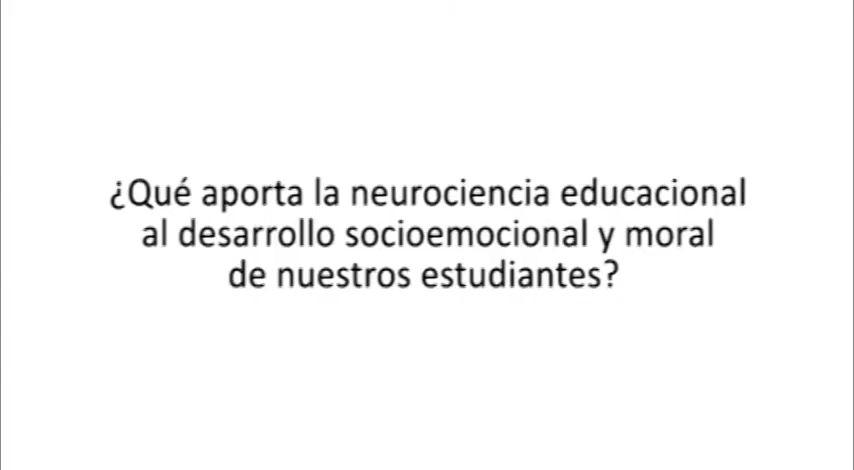 ¿Qué aporta la neurociencia educacional
al desarrollo socioemocional y moral
de nuestros estudiantes?